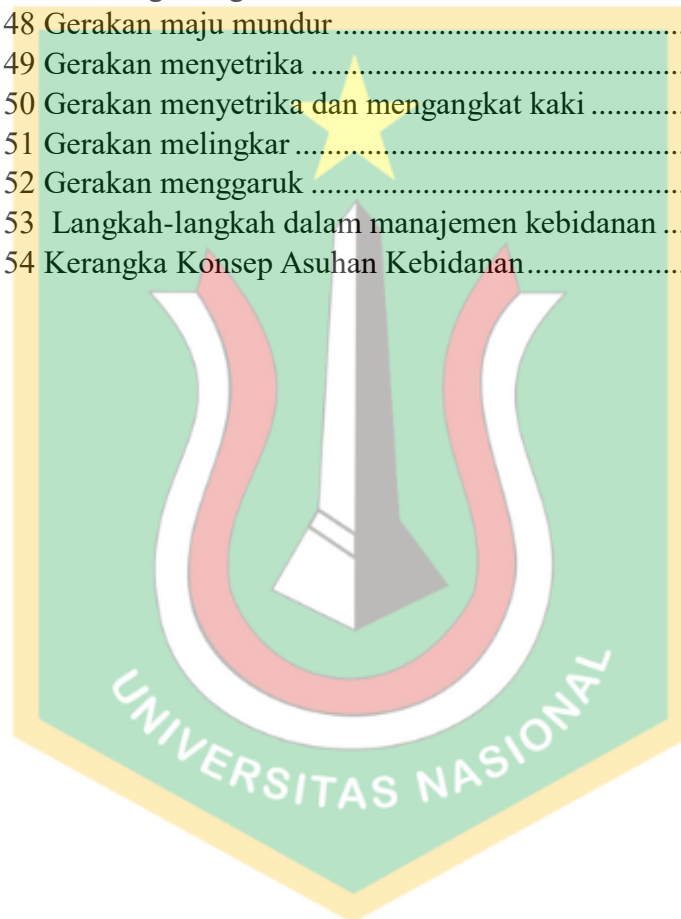 48 Gerakan maju mundur..............................................
49 Gerakan menyetrika .................................................
50 Gerakan menyetrika dan mengangkat kaki ............
51 Gerakan melingkar...................................................
52 Gerakan menggaruk .................................................
53 Langkah-langkah dalam manajemen kebidanan ...
54 Kerangka Konsep Asuhan Kebidanan....................
UNIVERSITAS NASIONAL